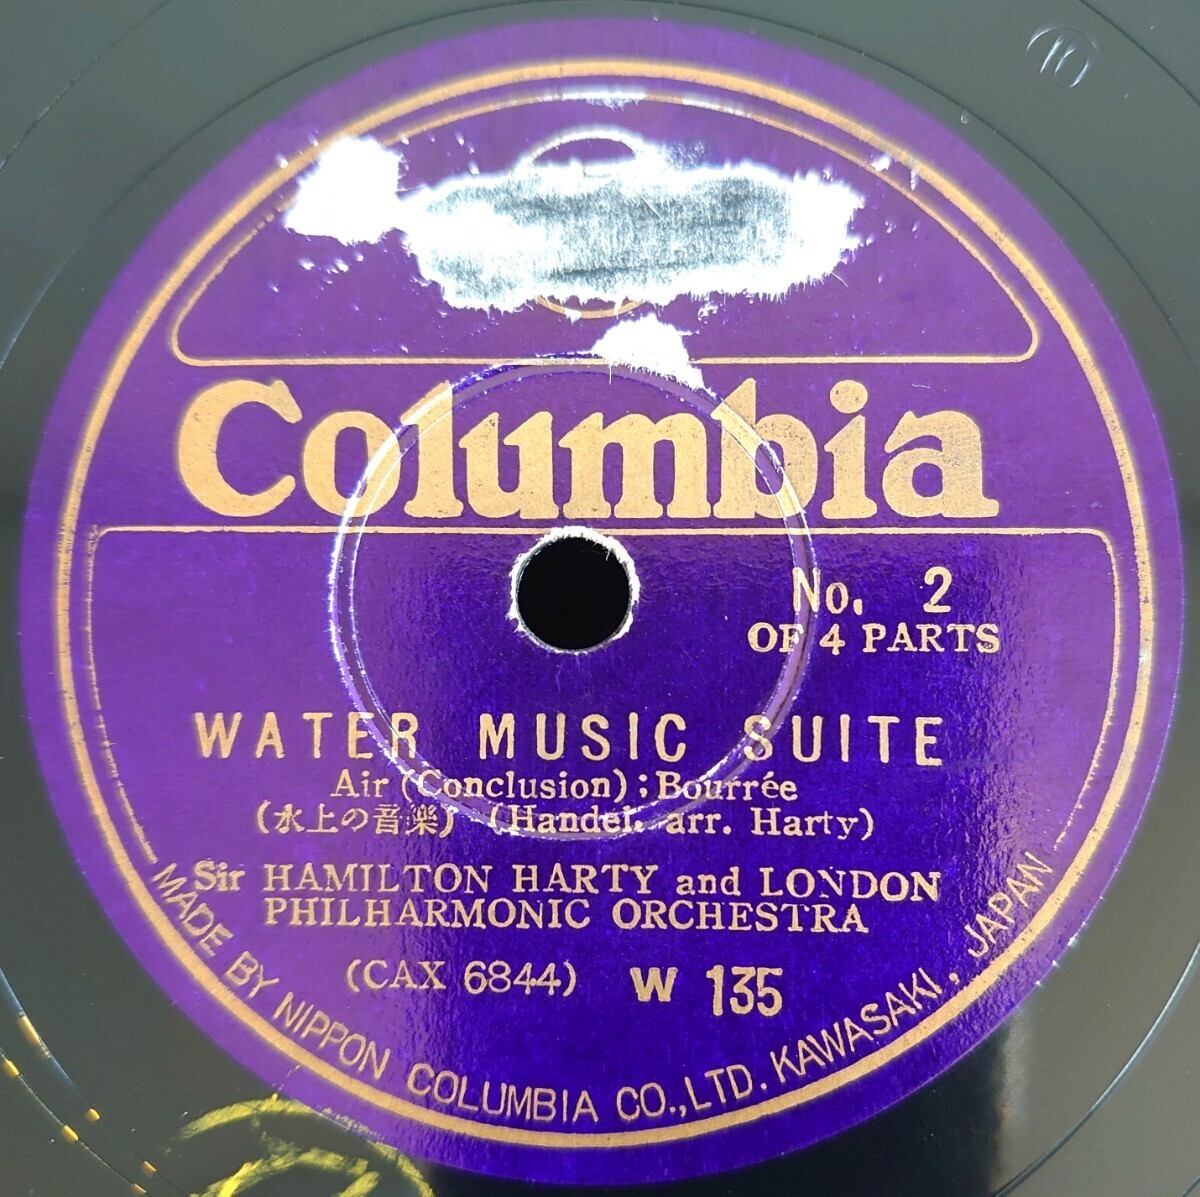 10
Columbia
No. 2
OF 4 PARTS
WATER MUSIC SUITE
Air (Conclusion) ; Bourrée
(水上の音樂) (Handel, arr. Harty)
Sir HAMILTON HARTY and LONDON
PHILHARMONIC ORCHESTRA
(CAX 6844) W 135
MADE BY NIPPON COLUMBIA CO., LTD. KAWASAKI, JAPAN